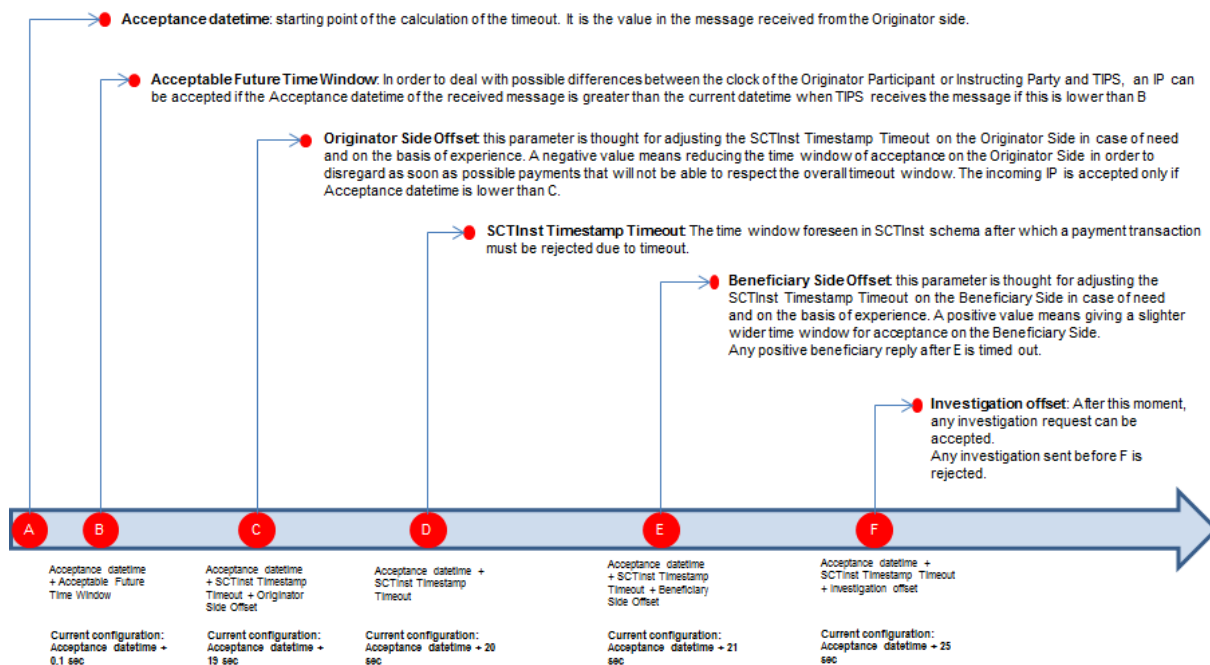 Acceptance datetime: starting point of the calculation of the timeout. It is the value in the message received from the Originator side.
Acceptable Future Time Window: In order to deal with possible differences between the clock of the Originator Participant or Instructing Party and TIPS, an IP can
be accepted if the Acceptance datetime of the received message is greater than the current datetime when TIPS receives the message if this is lower than B
Originator Side Offset: this parameter is thought for adjusting the SCTInst Timestamp Timeout on the Originator Side in case of need
and on the basis of experience. A negative value means reducing the time window of acceptance on the Originator Side in order to
disregard as soon as possible payments that will not be able to respect the overall timeout window. The incoming IP is accepted only if
Acceptance datetime is lower than C.
SCTInst Timestamp Timeout: The time window foreseen in SCTInst schema after which a payment transaction
must be rejected due to timeout.
Beneficiary Side Offset: this parameter is thought for adjusting the
SCTInst Timestamp Timeout on the Beneficiary Side in case of need
and on the basis of experience. A positive value means giving a slighter
wider time window for acceptance on the Beneficiary Side.
Any positive beneficiary reply after E is timed out.
Investigation offset: After this moment,
any investigation request can be
accepted.
Any investigation sent before F is
rejected.
A
B
C
D
E
F
Acceptance datetime
+ Acceptable Future
Time Window
Current configuration:
Acceptance datetime +
0.1 sec
Acceptance datetime
+ SCTInst Timestamp
Timeout + Originator
Side Offset
Current configuration:
Acceptance datetime +
19 sec
Acceptance datetime +
SCTInst Timestamp
Timeout
Current configuration:
Acceptance datetime + 20
sec
Acceptance datetime
+ SCTInst Timestamp
Timeout + Beneficiary
Side Offset
Current configuration:
Acceptance datetime + 21
sec
Acceptance datetime +
SCTInst Timestamp Timeout
+ Investigation offset
Current configuration:
Acceptance datetime + 25
sec